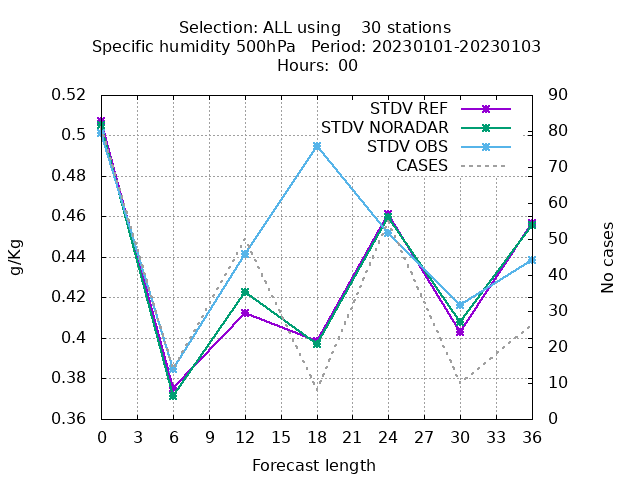 Selection: ALL using    30 stations
Specific humidity 500hPa   Period: 20230101-20230103
Hours: 00
0.52
0.5
0.48
0.46
0.44
0.42
0.4
0.38
0.36
g/Kg
STDV REF
STDV NORADAR
STDV OBS
CASES
90
80
70
60
50
40
30
20
10
0
No cases
0 3 6 9 12 15 18 21 24 27 30 33 36
Forecast length